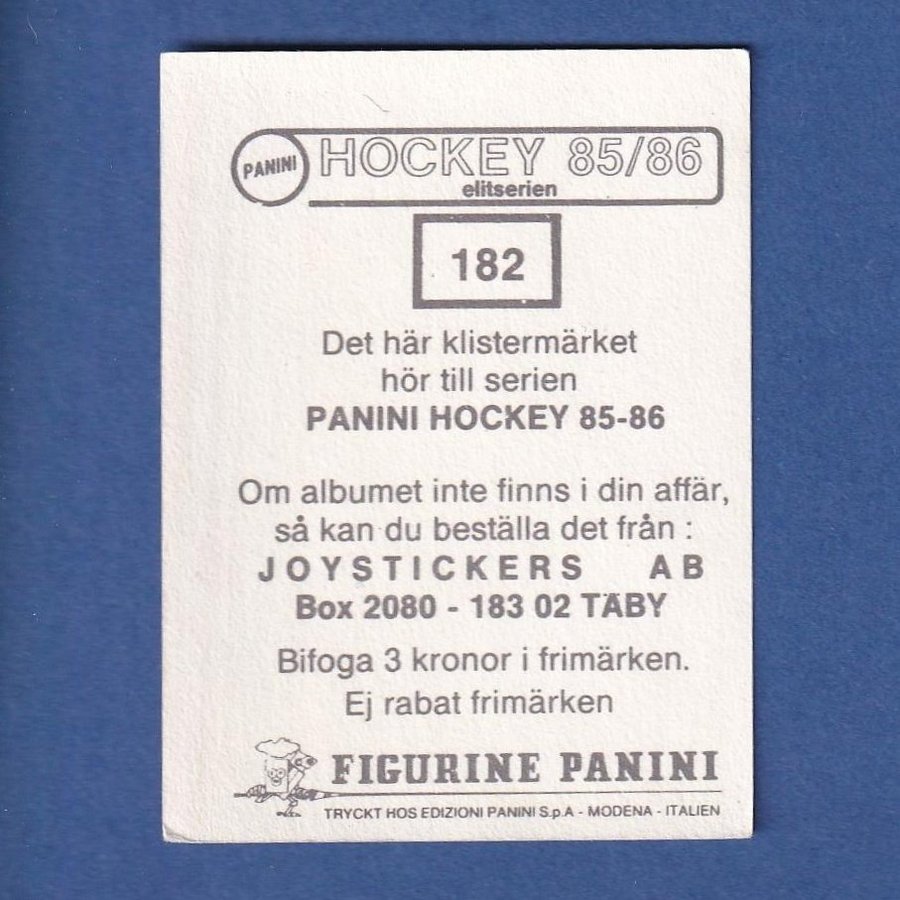 PANINI HOCKEY 85/86
elitserien
182
Det här klistermärket
hör till serien
PANINI HOCKEY 85-86
Om albumet inte finns i din affär,
så kan du beställa det från :
JOYSTICKERS AB
Box 2080 - 183 02 TÄBY
Bifoga 3 kronor i frimärken.
Ej rabat frimärken
FIGURINE PANINI
TRYCKT HOS EDIZIONI PANINI S.p.A - MODENA - ITALIEN